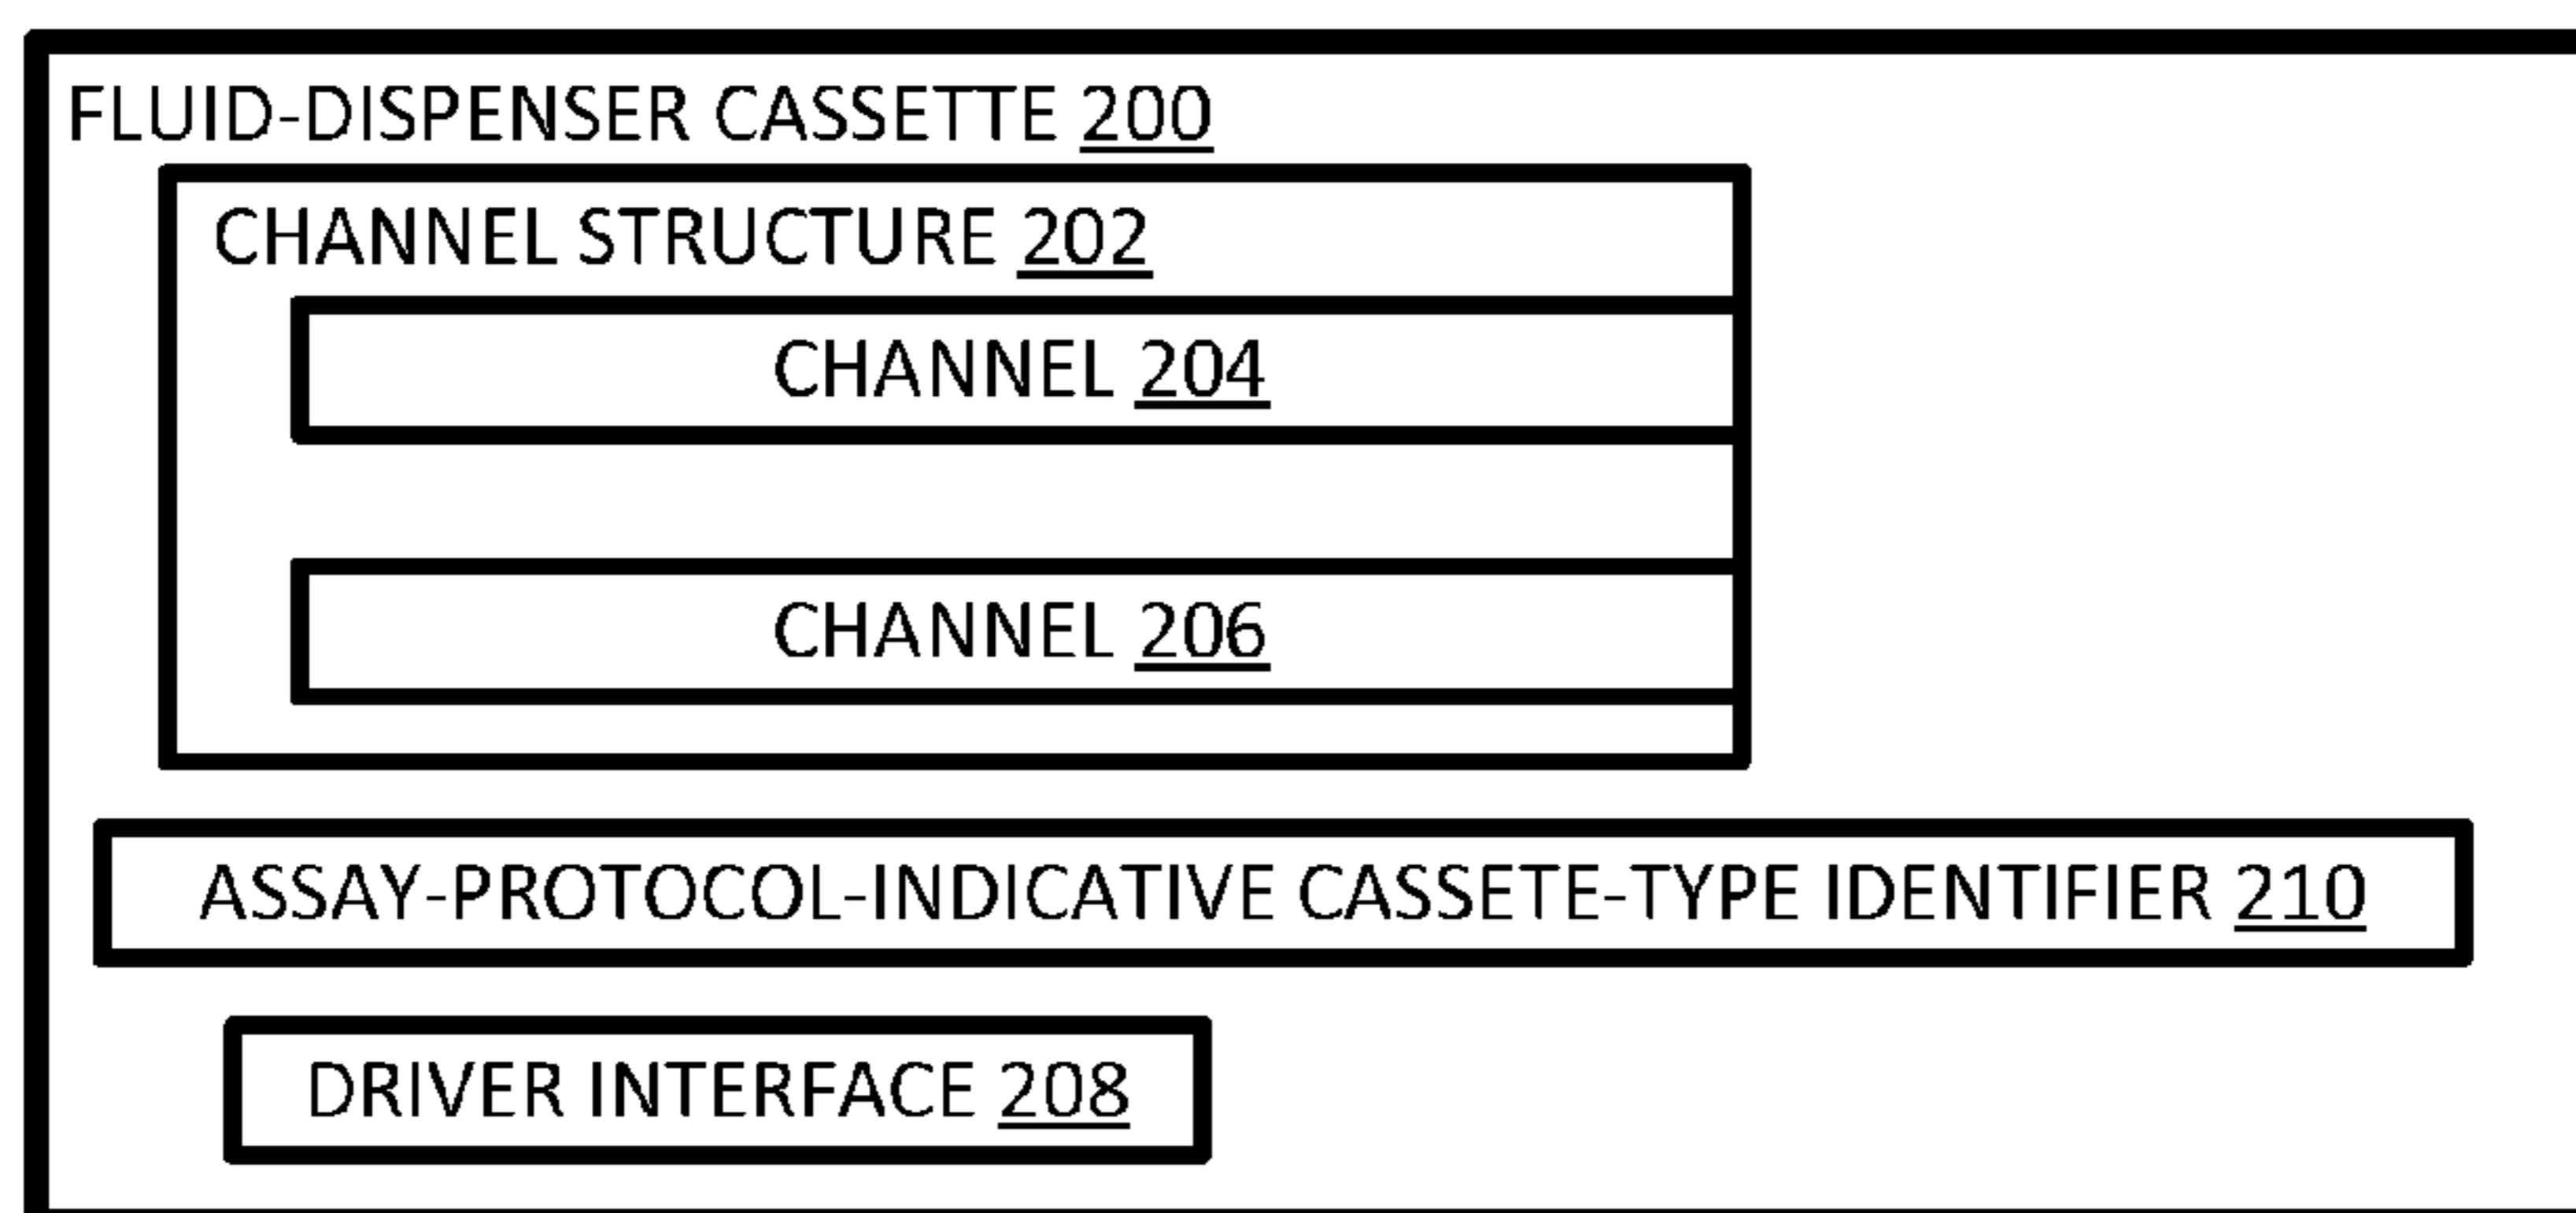 FLUID-DISPENSER CASSETTE 200
CHANNEL STRUCTURE 202
CHANNEL 204
CHANNEL 206
ASSAY-PROTOCOL-INDICATIVE CASSETE-TYPE IDENTIFIER 210
DRIVER INTERFACE 208